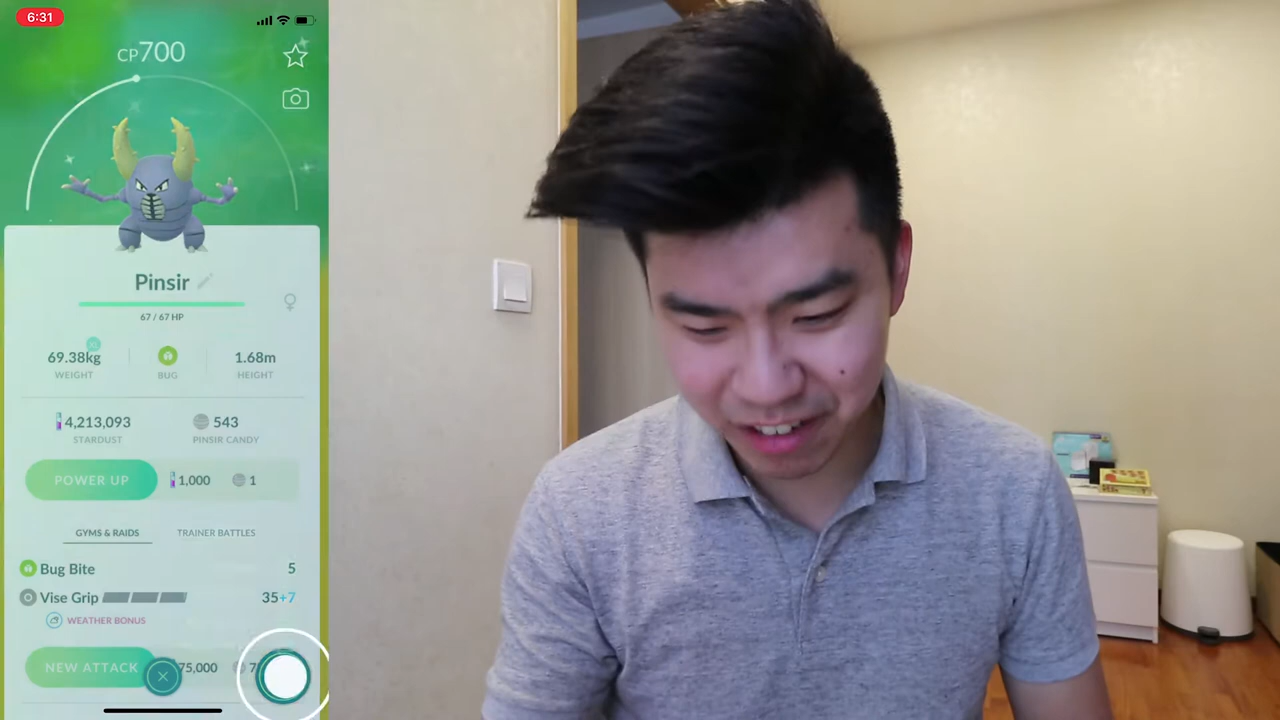 6:31
CP700
Pinsir
67 / 67 HP
XL
69.38kg
WEIGHT
BUG
1.68m
HEIGHT
4,213,093
STARDUST
543
PINSIR CANDY
POWER UP
1,000
1
GYMS & RAIDS
TRAINER BATTLES
Bug Bite
5
Vise Grip
35+7
WEATHER BONUS
NEW ATTACK
75,000